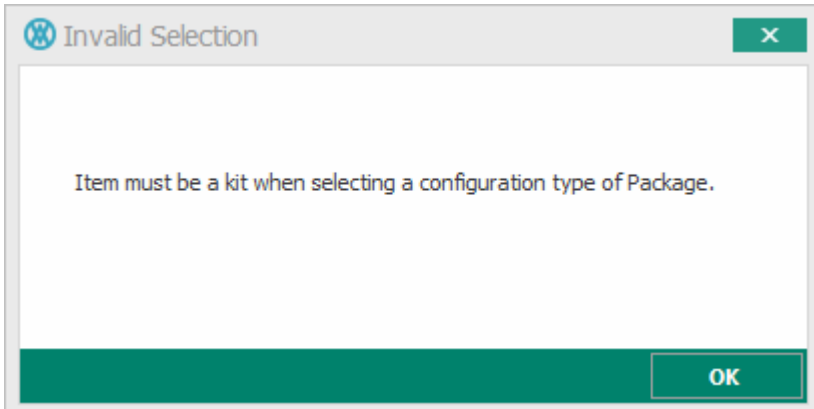 Invalid Selection
Item must be a kit when selecting a configuration type of Package.
OK